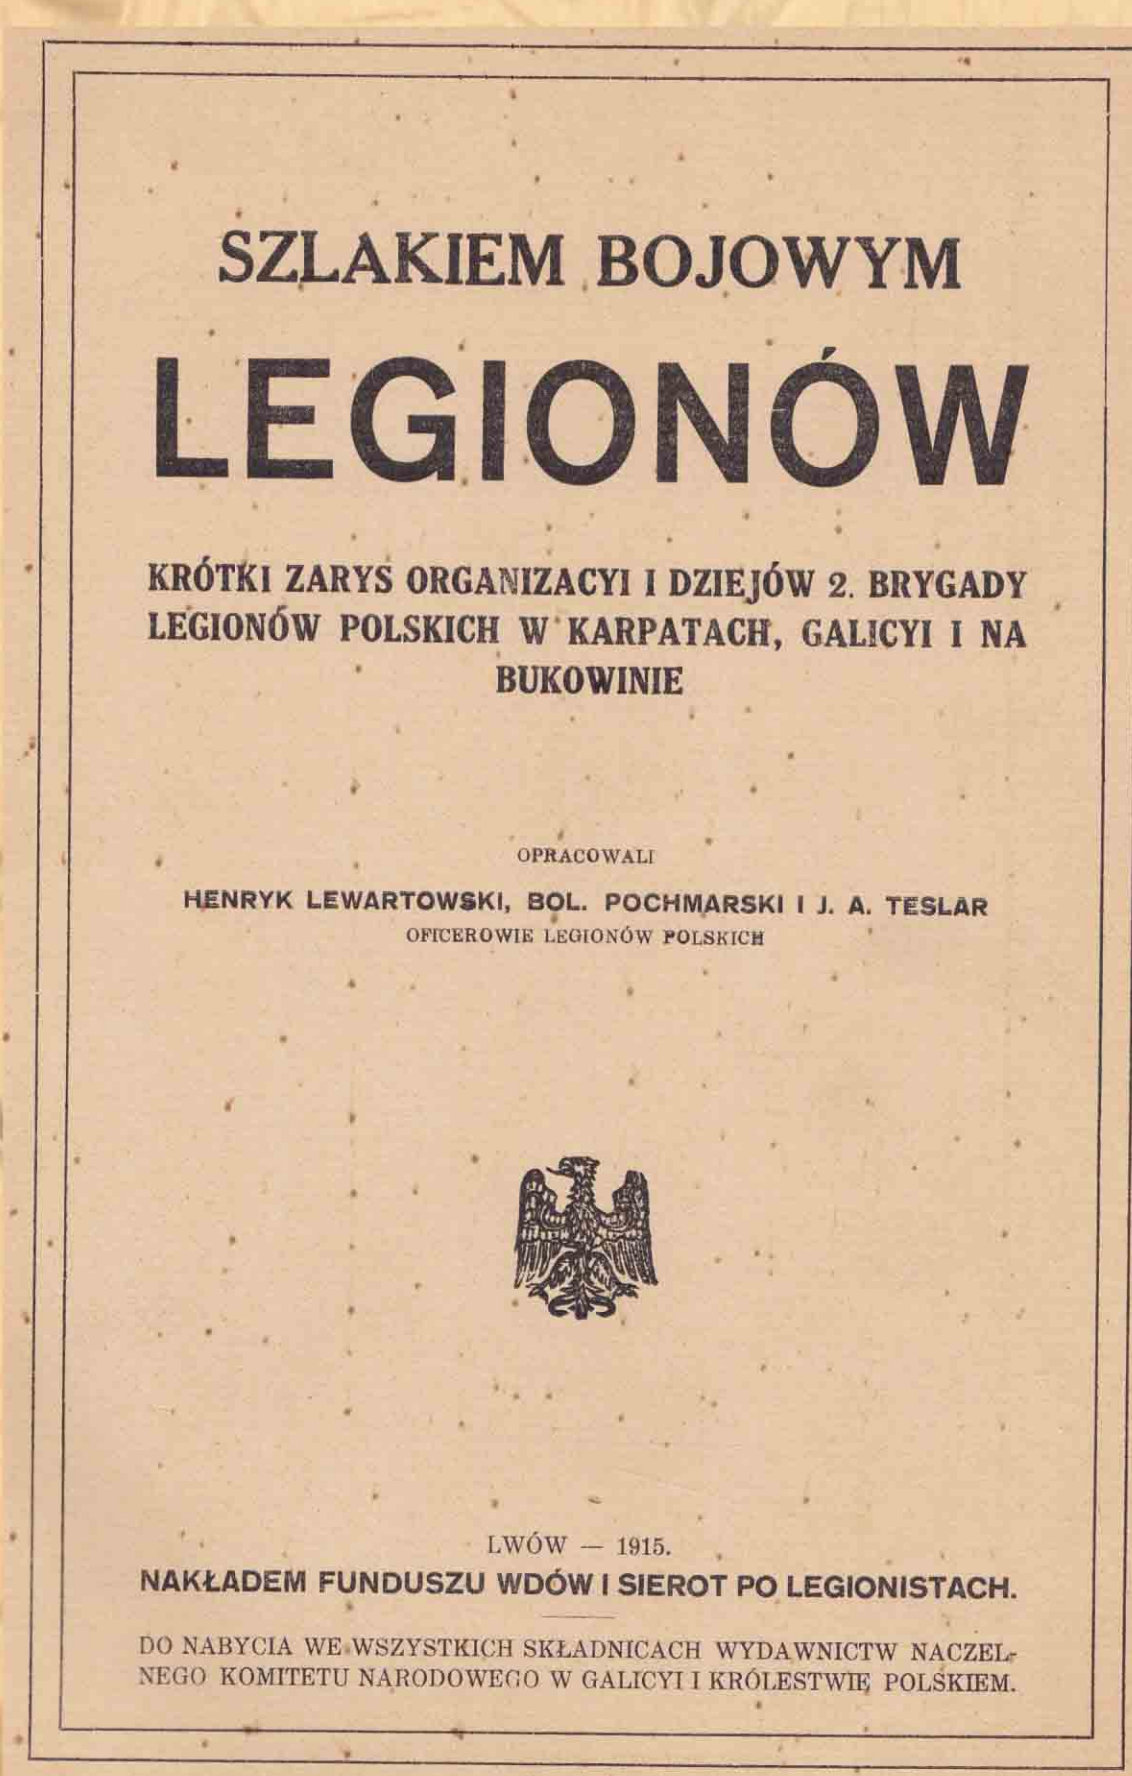 SZLAKIEM BOJOWYM
LEGIONÓW
KRÓTKI ZARYS ORGANIZACYI I DZIEJÓW 2. BRYGADY
LEGIONÓW POLSKICH W KARPATACH, GALICYI I NA
BUKOWINIE
OPRACOWALI
HENRYK LEWARTOWSKI, BOL. POCHMARSKI I J. A. TESLAR
OFICEROWIE LEGIONÓW POLSKICH
LWÓW — 1915.
NAKŁADEM FUNDUSZU WDÓW I SIEROT PO LEGIONISTACH.
DO NABYCIA WE WSZYSTKICH SKŁADNICACH WYDAWNICTW NACZEL-
NEGO KOMITETU NARODOWEGO W GALICYI I KRÓLESTWIE POLSKIEM.